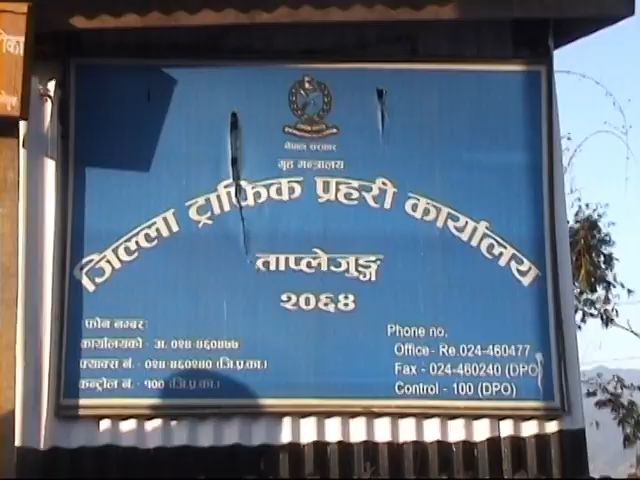 नेपाल सरकार
गृह मन्त्रालय
जिल्ला ट्राफिक प्रहरी कार्यालय
ताप्लेजुङ्ग
२०६४
फोन नम्बर:
कार्यालयको - अ. ०२४-४६०४७७
फ्याक्स नं. - ०२४-४६०२४० (जि.प्र.का.)
कन्ट्रोल नं. - १०० (जि.प्र.का.)
Phone no.
Office - Re.024-460477
Fax - 024-460240 (DPO)
Control - 100 (DPO)